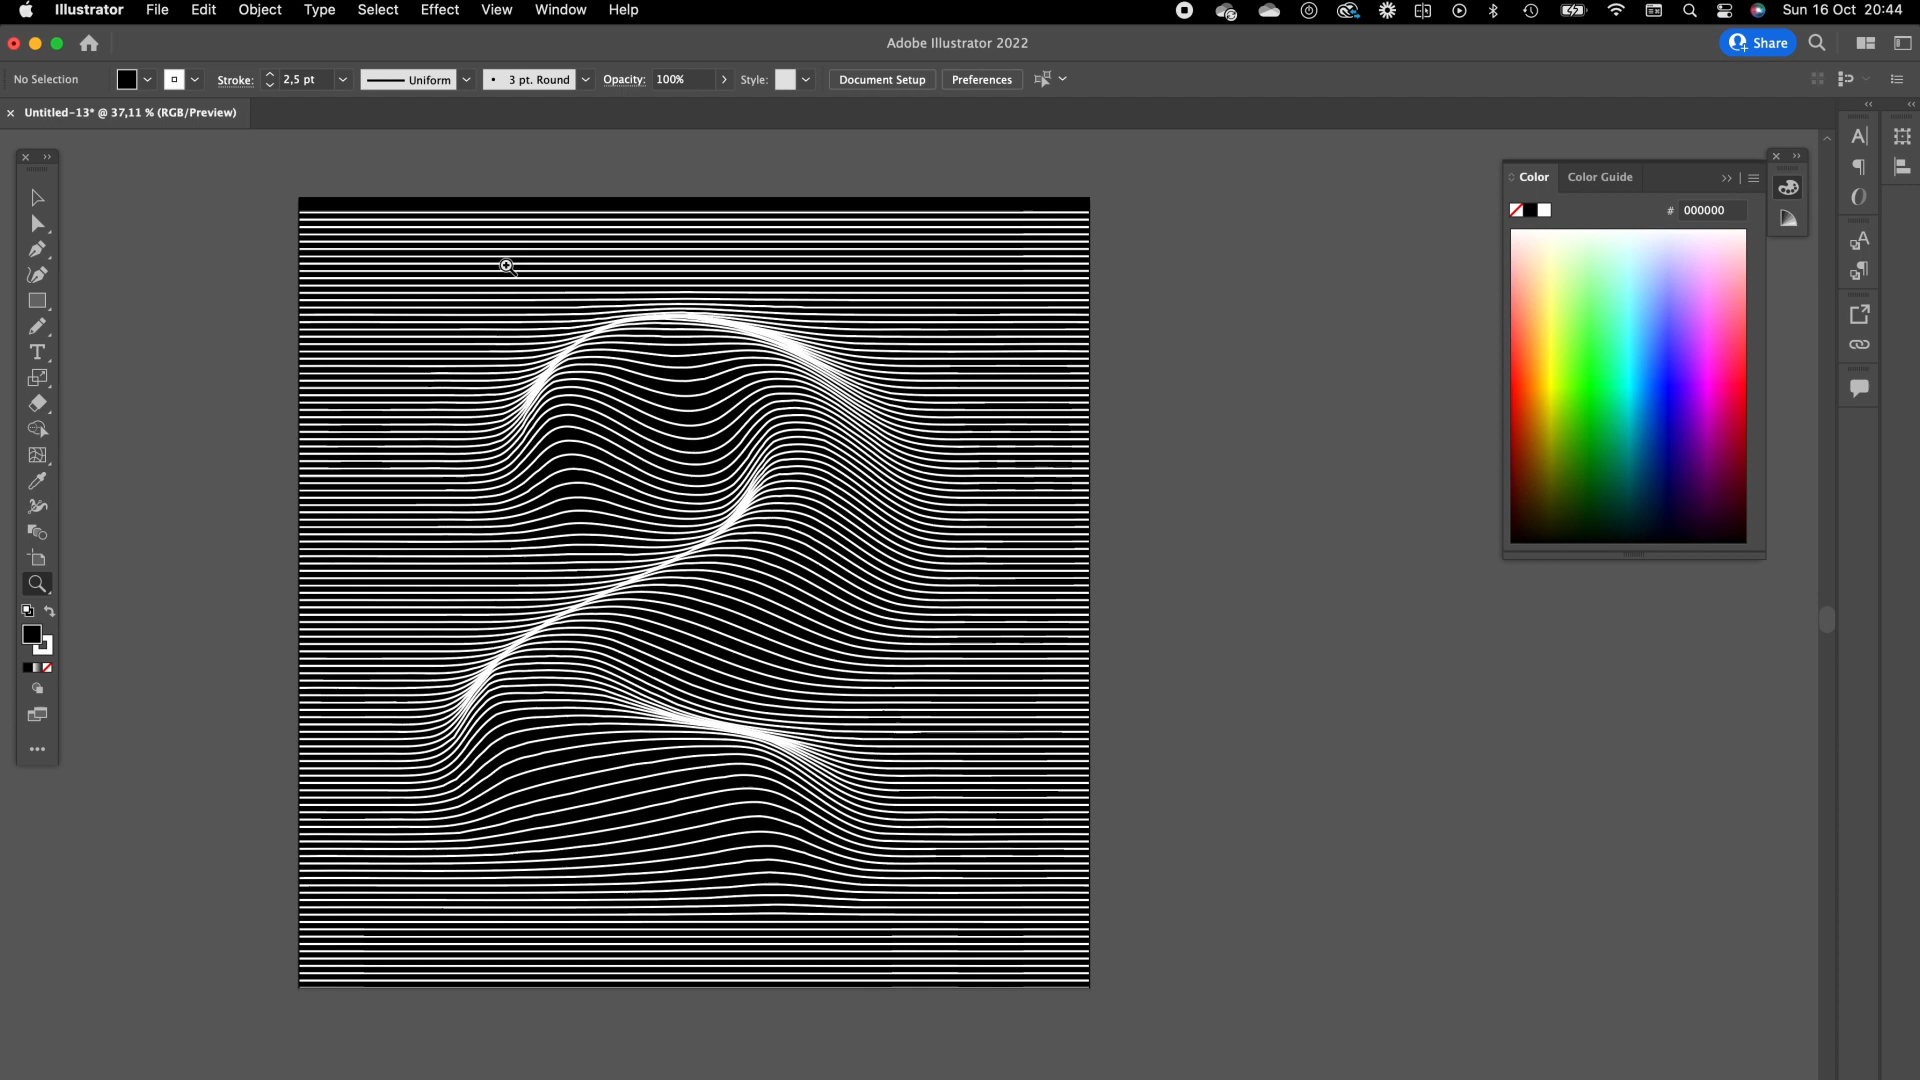 Illustrator File Edit Object Type Select Effect View Window Help Sun 16 Oct 20:44
Adobe Illustrator 2022 Share
No Selection Stroke: 2,5 pt Uniform 3 pt. Round Opacity: 100% Style: Document Setup Preferences
Untitled-13* @ 37,11 % (RGB/Preview)
Color Color Guide
# 000000